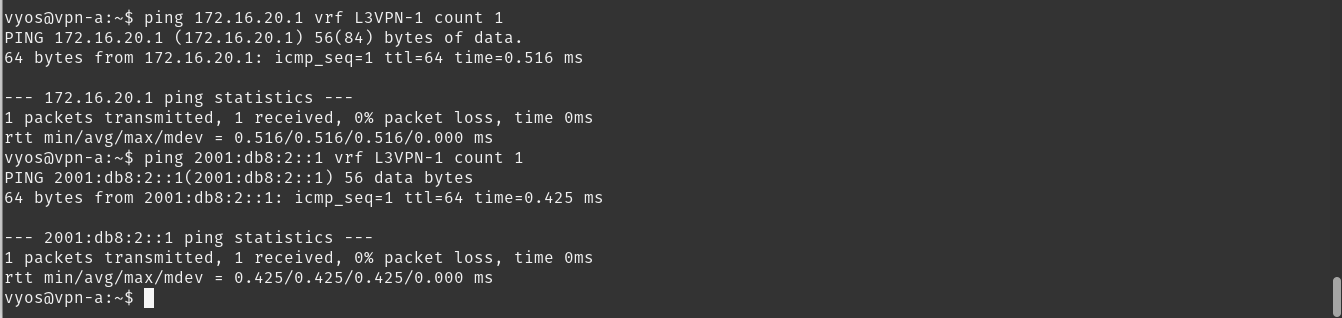 vyos@vpn-a:~$ ping 172.16.20.1 vrf L3VPN-1 count 1
PING 172.16.20.1 (172.16.20.1) 56(84) bytes of data.
64 bytes from 172.16.20.1: icmp_seq=1 ttl=64 time=0.516 ms
--- 172.16.20.1 ping statistics ---
1 packets transmitted, 1 received, 0% packet loss, time 0ms
rtt min/avg/max/mdev = 0.516/0.516/0.516/0.000 ms
vyos@vpn-a:~$ ping 2001:db8:2::1 vrf L3VPN-1 count 1
PING 2001:db8:2::1(2001:db8:2::1) 56 data bytes
64 bytes from 2001:db8:2::1: icmp_seq=1 ttl=64 time=0.425 ms
--- 2001:db8:2::1 ping statistics ---
1 packets transmitted, 1 received, 0% packet loss, time 0ms
rtt min/avg/max/mdev = 0.425/0.425/0.425/0.000 ms
vyos@vpn-a:~$